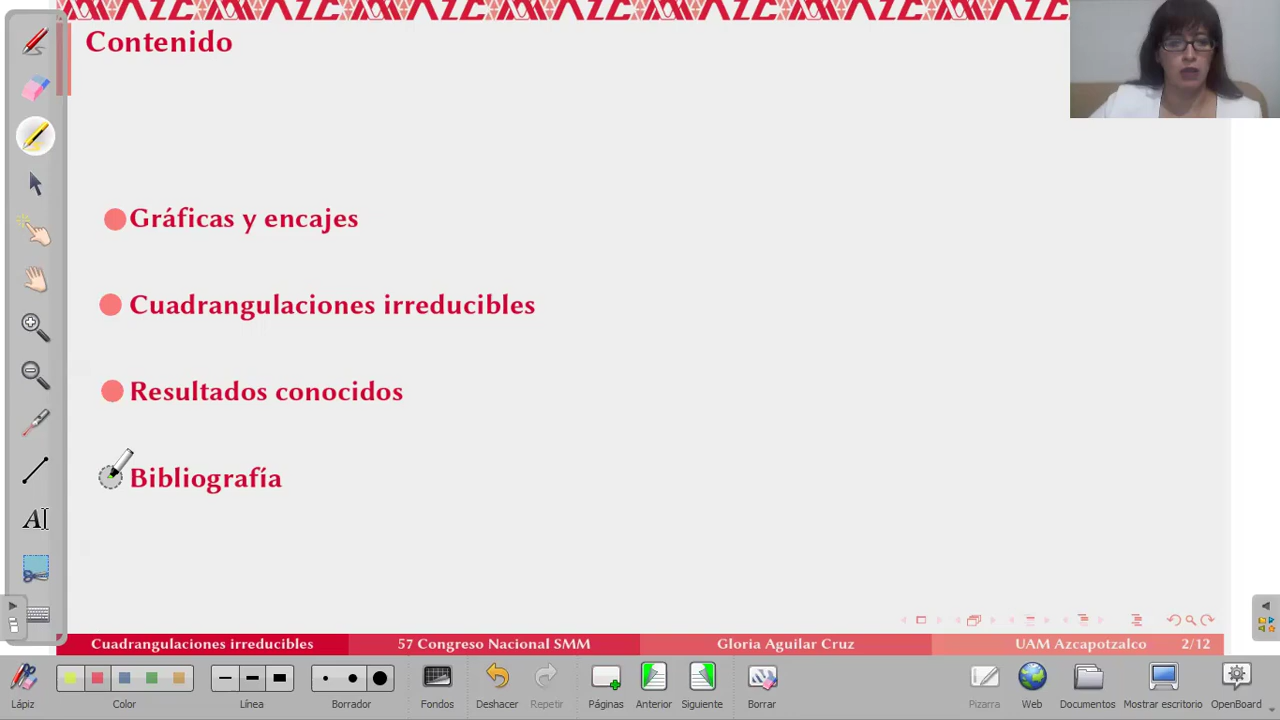 Contenido
Gráficas y encajes
Cuadrangulaciones irreducibles
Resultados conocidos
Bibliografía
Cuadrangulaciones irreducibles 57 Congreso Nacional SMM Gloria Aguilar Cruz UAM Azcapotzalco 2/12
Lápiz Color Línea Borrador Fondos Deshacer Repetir Páginas Anterior Siguiente Borrar Pizarra Web Documentos Mostrar escritorio OpenBoard